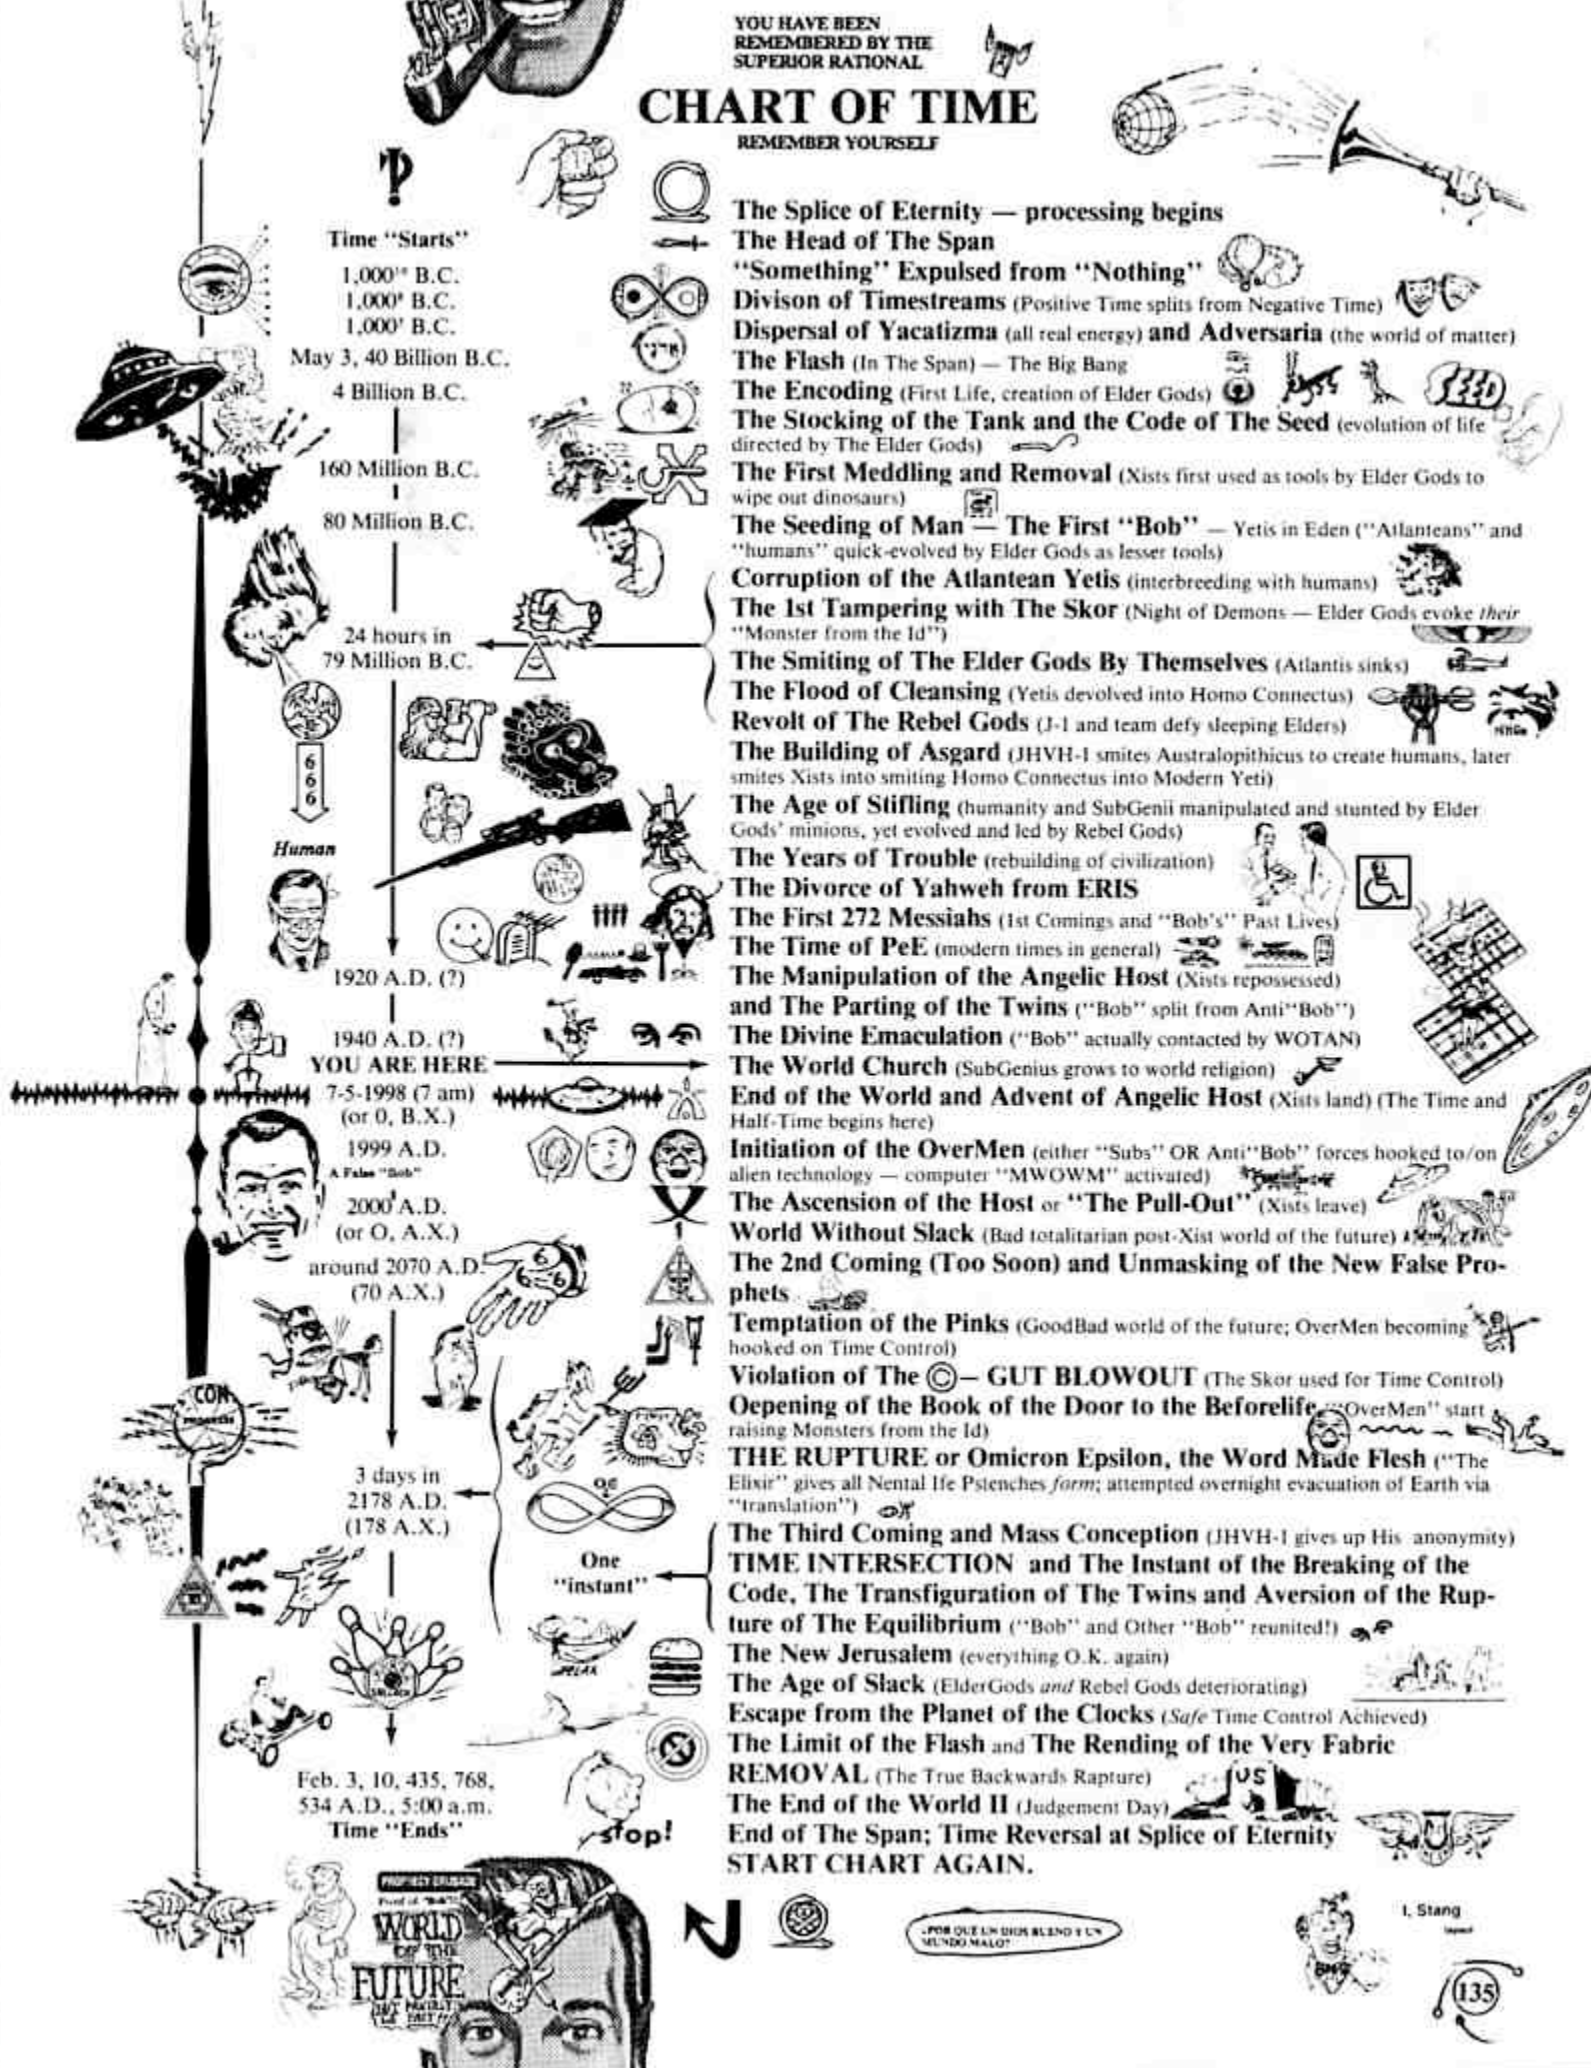 YOU HAVE BEEN
REMEMBERED BY THE
SUPERIOR RATIONAL
CHART OF TIME
REMEMBER YOURSELF
Time "Starts"
1,000¹⁰ B.C.
1,000⁸ B.C.
1,000⁷ B.C.
May 3, 40 Billion B.C.
4 Billion B.C.
160 Million B.C.
80 Million B.C.
24 hours in
79 Million B.C.
666
Human
1920 A.D. (?)
1940 A.D. (?)
YOU ARE HERE
7-5-1998 (7 am)
(or 0, B.X.)
1999 A.D.
A False "Bob"
2000 A.D.
(or O, A.X.)
around 2070 A.D.
(70 A.X.)
666
CON
3 days in
2178 A.D.
(178 A.X.)
One
"instant"
RELAX
Feb. 3, 10, 435, 768,
534 A.D., 5:00 a.m.
Time "Ends"
stop!
The Splice of Eternity — processing begins
The Head of The Span
"Something" Expulsed from "Nothing"
Divison of Timestreams (Positive Time splits from Negative Time)
Dispersal of Yacatizma (all real energy) and Adversaria (the world of matter)
The Flash (In The Span) — The Big Bang
The Encoding (First Life, creation of Elder Gods)
SEED
The Stocking of the Tank and the Code of The Seed (evolution of life
directed by The Elder Gods)
The First Meddling and Removal (Xists first used as tools by Elder Gods to
wipe out dinosaurs)
The Seeding of Man — The First "Bob" — Yetis in Eden ("Atlanteans" and
"humans" quick-evolved by Elder Gods as lesser tools)
Corruption of the Atlantean Yetis (interbreeding with humans)
The 1st Tampering with The Skor (Night of Demons — Elder Gods evoke their
"Monster from the Id")
The Smiting of The Elder Gods By Themselves (Atlantis sinks)
The Flood of Cleansing (Yetis devolved into Homo Connectus)
Revolt of The Rebel Gods (J-1 and team defy sleeping Elders)
The Building of Asgard (JHVH-1 smites Australopithicus to create humans, later
smites Xists into smiting Homo Connectus into Modern Yeti)
The Age of Stifling (humanity and SubGenii manipulated and stunted by Elder
Gods' minions, yet evolved and led by Rebel Gods)
The Years of Trouble (rebuilding of civilization)
The Divorce of Yahweh from ERIS
The First 272 Messiahs (1st Comings and "Bob's" Past Lives)
The Time of PeE (modern times in general)
The Manipulation of the Angelic Host (Xists repossessed)
and The Parting of the Twins ("Bob" split from Anti"Bob")
The Divine Emaculation ("Bob" actually contacted by WOTAN)
The World Church (SubGenius grows to world religion)
End of the World and Advent of Angelic Host (Xists land) (The Time and
Half-Time begins here)
Initiation of the OverMen (either "Subs" OR Anti"Bob" forces hooked to/on
alien technology — computer "MWOWM" activated)
The Ascension of the Host or "The Pull-Out" (Xists leave)
World Without Slack (Bad totalitarian post-Xist world of the future)
The 2nd Coming (Too Soon) and Unmasking of the New False Pro-
phets
Temptation of the Pinks (GoodBad world of the future; OverMen becoming
hooked on Time Control)
Violation of The © — GUT BLOWOUT (The Skor used for Time Control)
Oepening of the Book of the Door to the Beforelife "OverMen" start
raising Monsters from the Id)
THE RUPTURE or Omicron Epsilon, the Word Made Flesh ("The
Elixir" gives all Nental Ife Pstenches form; attempted overnight evacuation of Earth via
"translation")
The Third Coming and Mass Conception (JHVH-1 gives up His anonymity)
TIME INTERSECTION and The Instant of the Breaking of the
Code, The Transfiguration of The Twins and Aversion of the Rup-
ture of The Equilibrium ("Bob" and Other "Bob" reunited!)
The New Jerusalem (everything O.K. again)
The Age of Slack (ElderGods and Rebel Gods deteriorating)
Escape from the Planet of the Clocks (Safe Time Control Achieved)
The Limit of the Flash and The Rending of the Very Fabric
REMOVAL (The True Backwards Rapture)
US
The End of the World II (Judgement Day)
End of The Span; Time Reversal at Splice of Eternity
START CHART AGAIN.
WORLD
OF THE
FUTURE
¿POR QUE UN DIOS BUENO Y UN
MUNDO MALO?
I, Stang
135